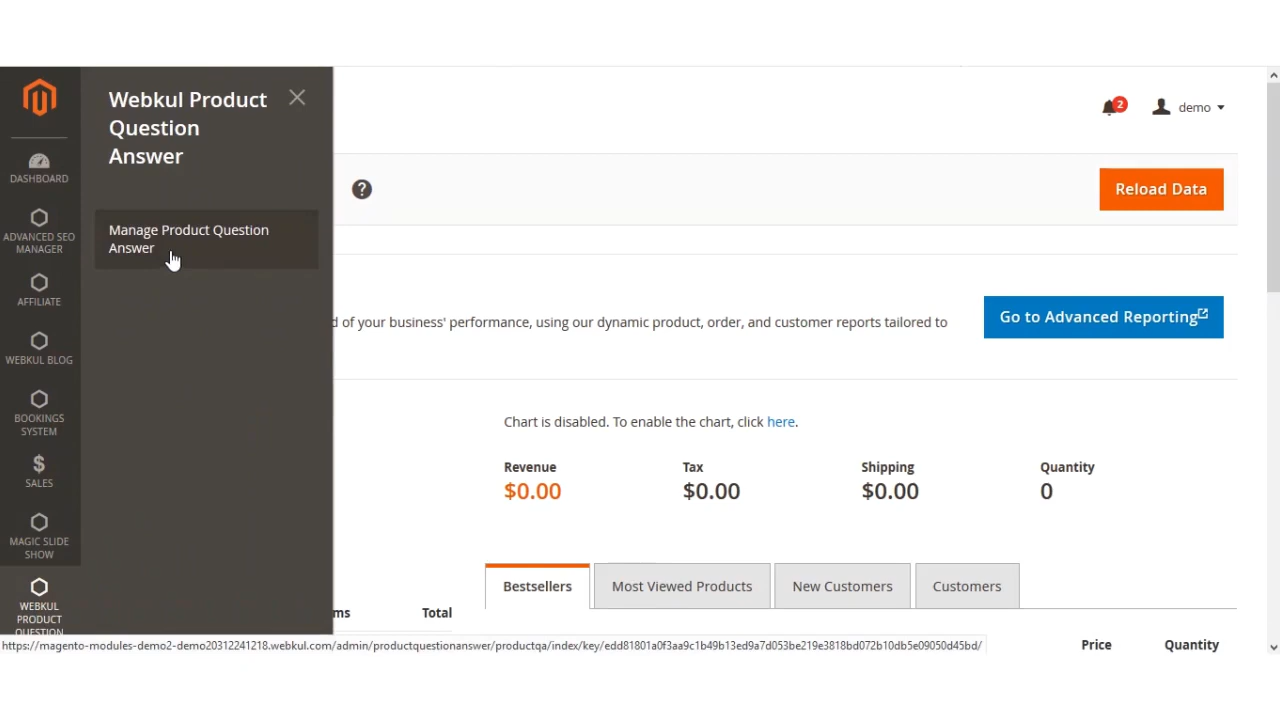 Webkul Product
Question
Answer
Manage Product Question
Answer
DASHBOARD
ADVANCED SEO
MANAGER
AFFILIATE
WEBKUL BLOG
BOOKINGS
SYSTEM
$
SALES
MAGIC SLIDE
SHOW
WEBKUL
PRODUCT
QUESTION
2
demo
?
Reload Data
d of your business' performance, using our dynamic product, order, and customer reports tailored to
Go to Advanced Reporting
Chart is disabled. To enable the chart, click here.
Revenue Tax Shipping Quantity
$0.00 $0.00 $0.00 0
Bestsellers Most Viewed Products New Customers Customers
ms Total
Price Quantity
https://magento-modules-demo2-demo20312241218.webkul.com/admin/productquestionanswer/productqa/index/key/edd81801a0f3aa9c1b49b13ed9a7d053be219e3818bd072b10db5e09050d45bd/